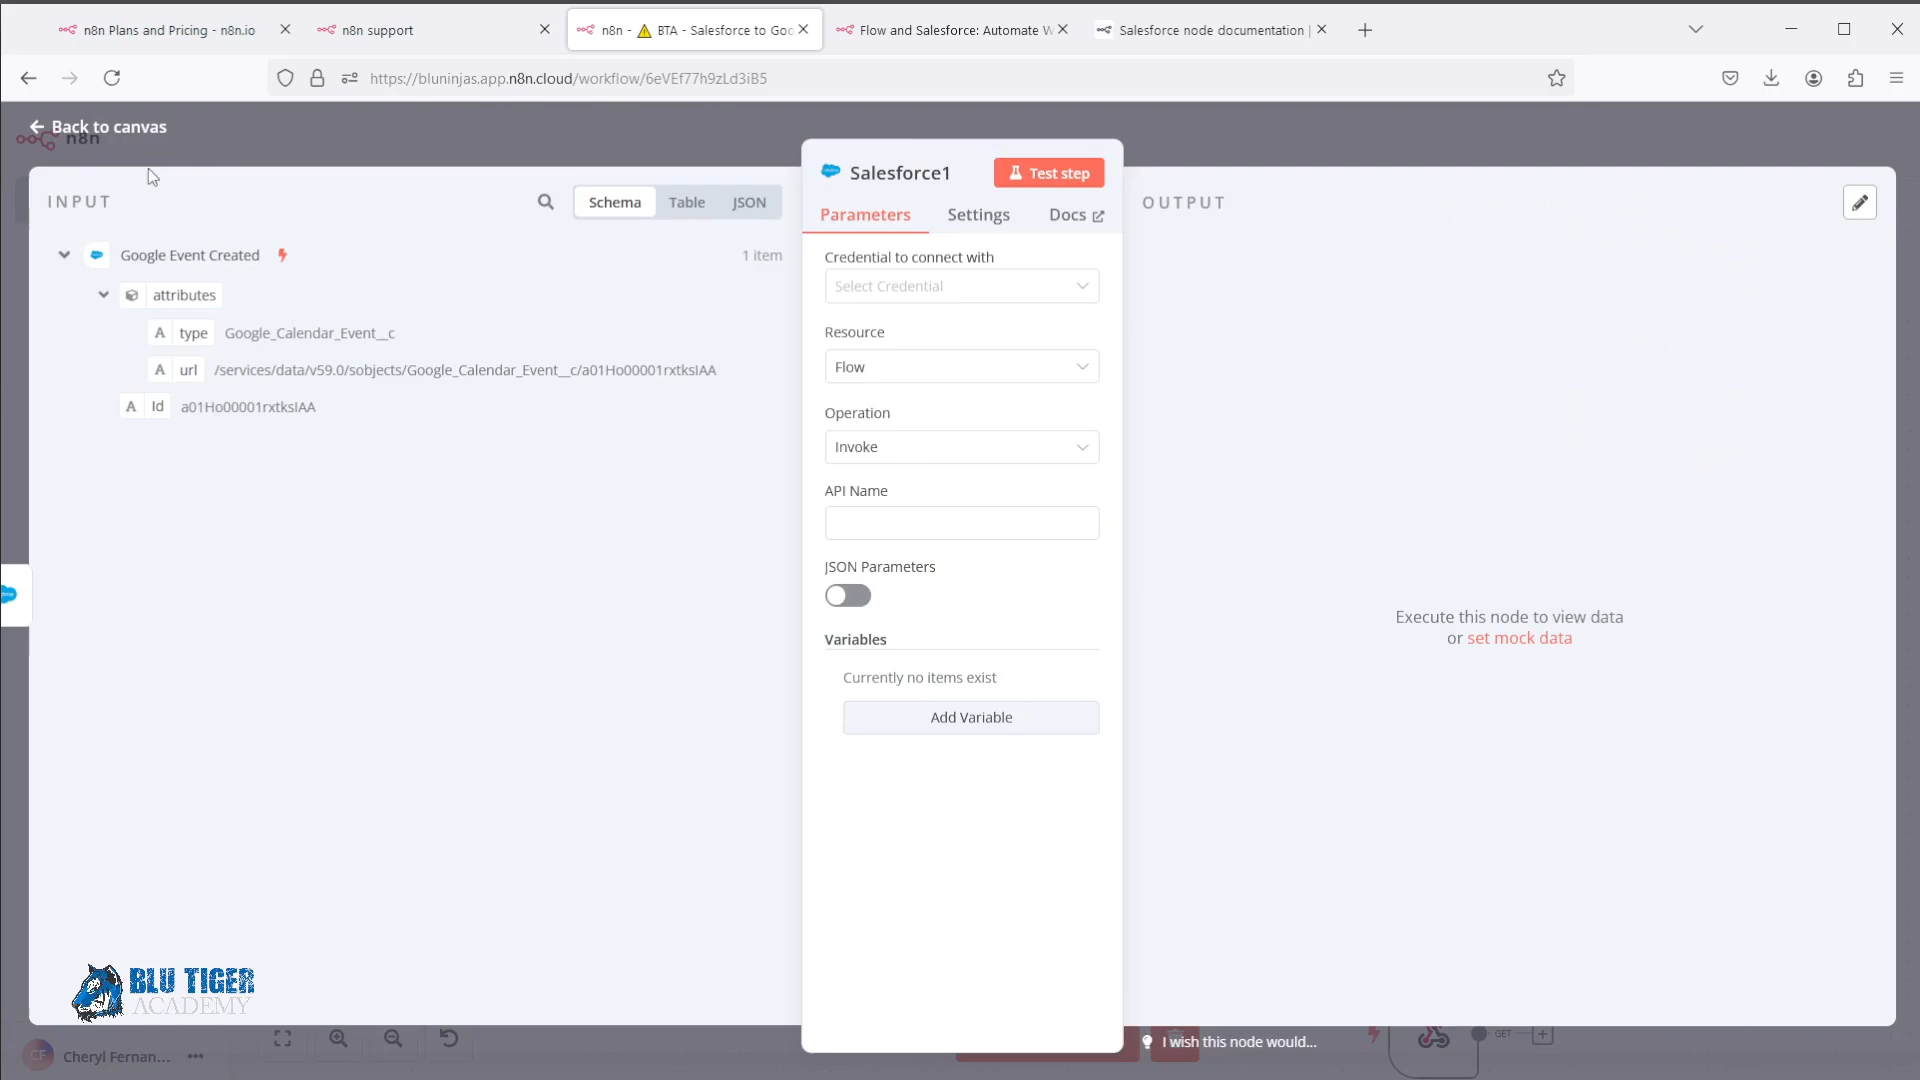 n8n Plans and Pricing - n8n.io
n8n support
n8n - ⚠ BTA - Salesforce to Goo
Flow and Salesforce: Automate W
Salesforce node documentation |
https://bluninjas.app.n8n.cloud/workflow/6eVEf77h9zLd3iB5
Back to canvas
n8n
INPUT
Schema
Table
JSON
Google Event Created
1 item
attributes
A type Google_Calendar_Event__c
A url /services/data/v59.0/sobjects/Google_Calendar_Event__c/a01Ho00001rxtksIAA
A Id a01Ho00001rxtksIAA
Salesforce1
Test step
Parameters
Settings
Docs
Credential to connect with
Select Credential
Resource
Flow
Operation
Invoke
API Name
JSON Parameters
Variables
Currently no items exist
Add Variable
OUTPUT
Execute this node to view data
or set mock data
BLU TIGER
ACADEMY
CF
Cheryl Fernan...
I wish this node would...
GET